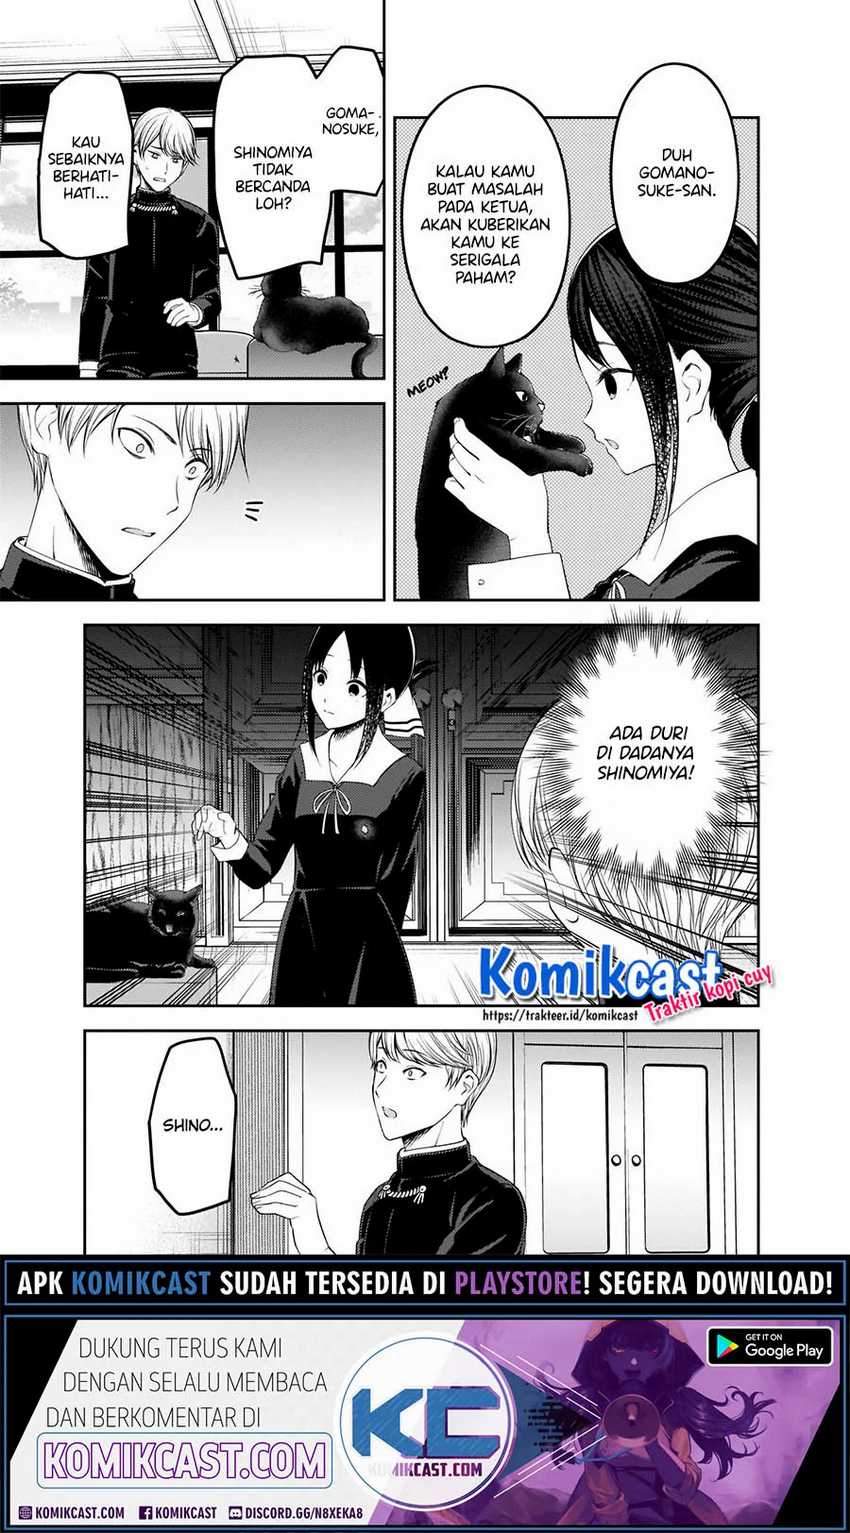 DUH
GOMANO-
SUKE-SAN.
KALAU KAMU
BUAT MASALAH
PADA KETUA,
AKAN KUBERIKAN
KAMU KE
SERIGALA
PAHAM?
MEOW?
GOMA-
NOSUKE,
SHINOMIYA
TIDAK
BERCANDA
LOH?
KAU
SEBAIKNYA
BERHATI-
HATI...
ADA DURI
DI DADANYA
SHINOMIYA!
Komikcast
Traktir kopi cuy
https://trakteer.id/komikcast
SHINO...
APK KOMIKCAST SUDAH TERSEDIA DI PLAYSTORE! SEGERA DOWNLOAD!
DUKUNG TERUS KAMI
DENGAN SELALU MEMBACA
DAN BERKOMENTAR DI
KOMIKCAST.COM
KOMIKCAST.COM
KOMIKCAST
DISCORD.GG/N8XEKA8
KC
KOMIKCAST.COM
GET IT ON
Google Play